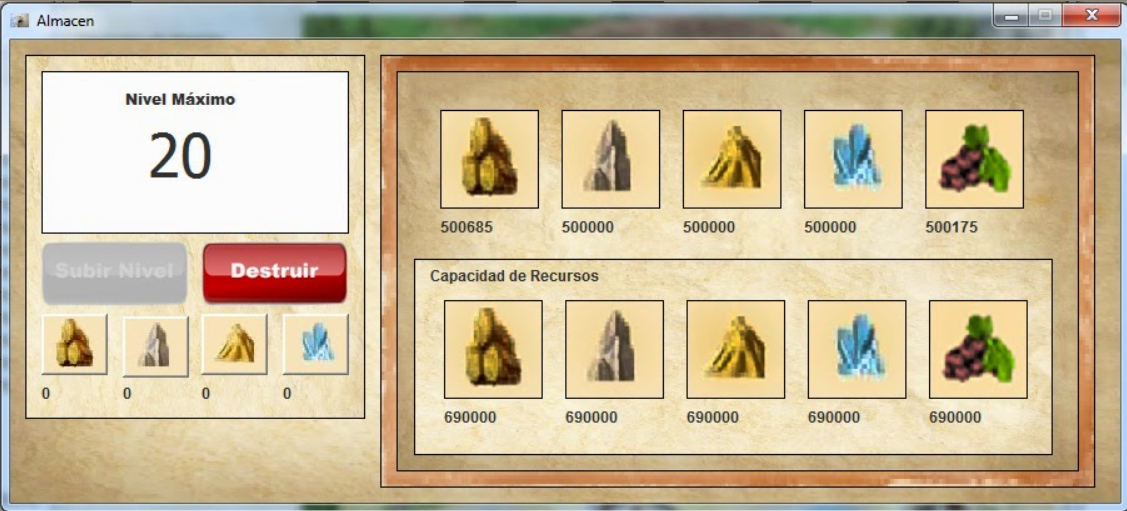 Almacen
Nivel Máximo
20
Subir Nivel
Destruir
0 0 0 0
500685 500000 500000 500000 500175
Capacidad de Recursos
690000 690000 690000 690000 690000